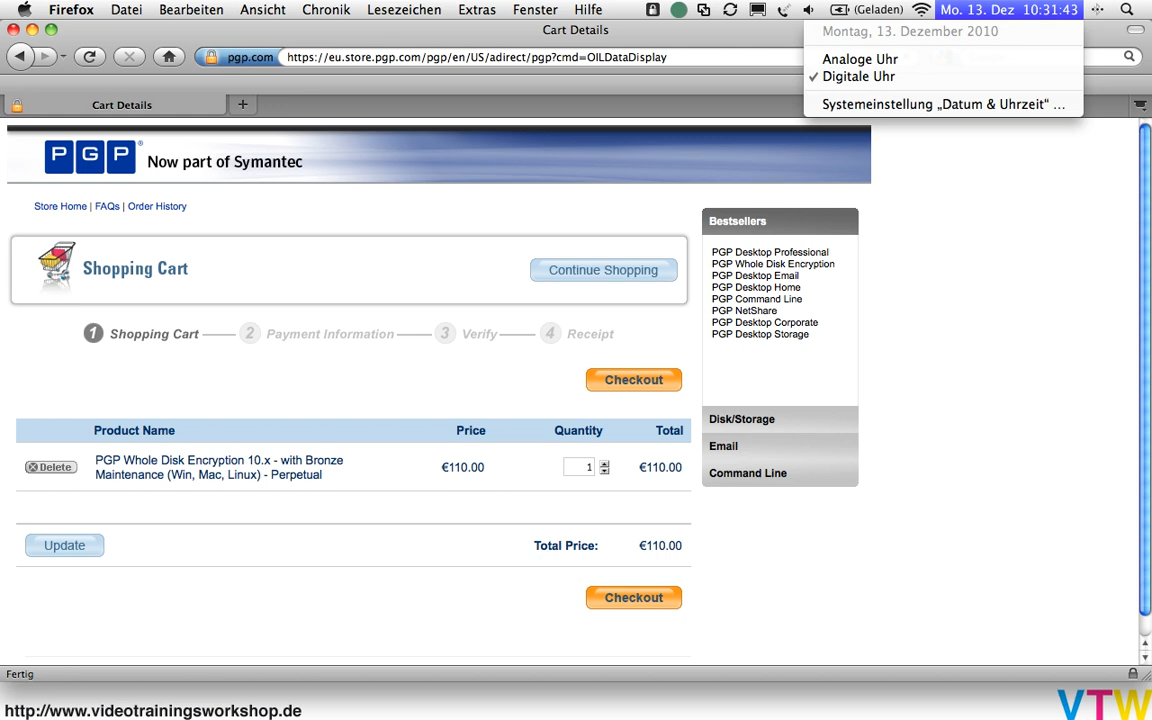 Firefox Datei Bearbeiten Ansicht Chronik Lesezeichen Extras Fenster Hilfe (Geladen) Mo. 13. Dez 10:31:43
Cart Details
Montag, 13. Dezember 2010
pgp.com https://eu.store.pgp.com/pgp/en/US/adirect/pgp?cmd=OILDataDisplay
Analoge Uhr
✓ Digitale Uhr
Systemeinstellung „Datum & Uhrzeit“ ...
Cart Details +
PGP® Now part of Symantec
Store Home | FAQs | Order History
Shopping Cart
Continue Shopping
1 Shopping Cart 2 Payment Information 3 Verify 4 Receipt
Checkout
Product Name Price Quantity Total
Delete PGP Whole Disk Encryption 10.x - with Bronze €110.00 1 €110.00
Maintenance (Win, Mac, Linux) - Perpetual
Update Total Price: €110.00
Checkout
Bestsellers
PGP Desktop Professional
PGP Whole Disk Encryption
PGP Desktop Email
PGP Desktop Home
PGP Command Line
PGP NetShare
PGP Desktop Corporate
PGP Desktop Storage
Disk/Storage
Email
Command Line
Fertig
http://www.videotrainingsworkshop.de
VTW